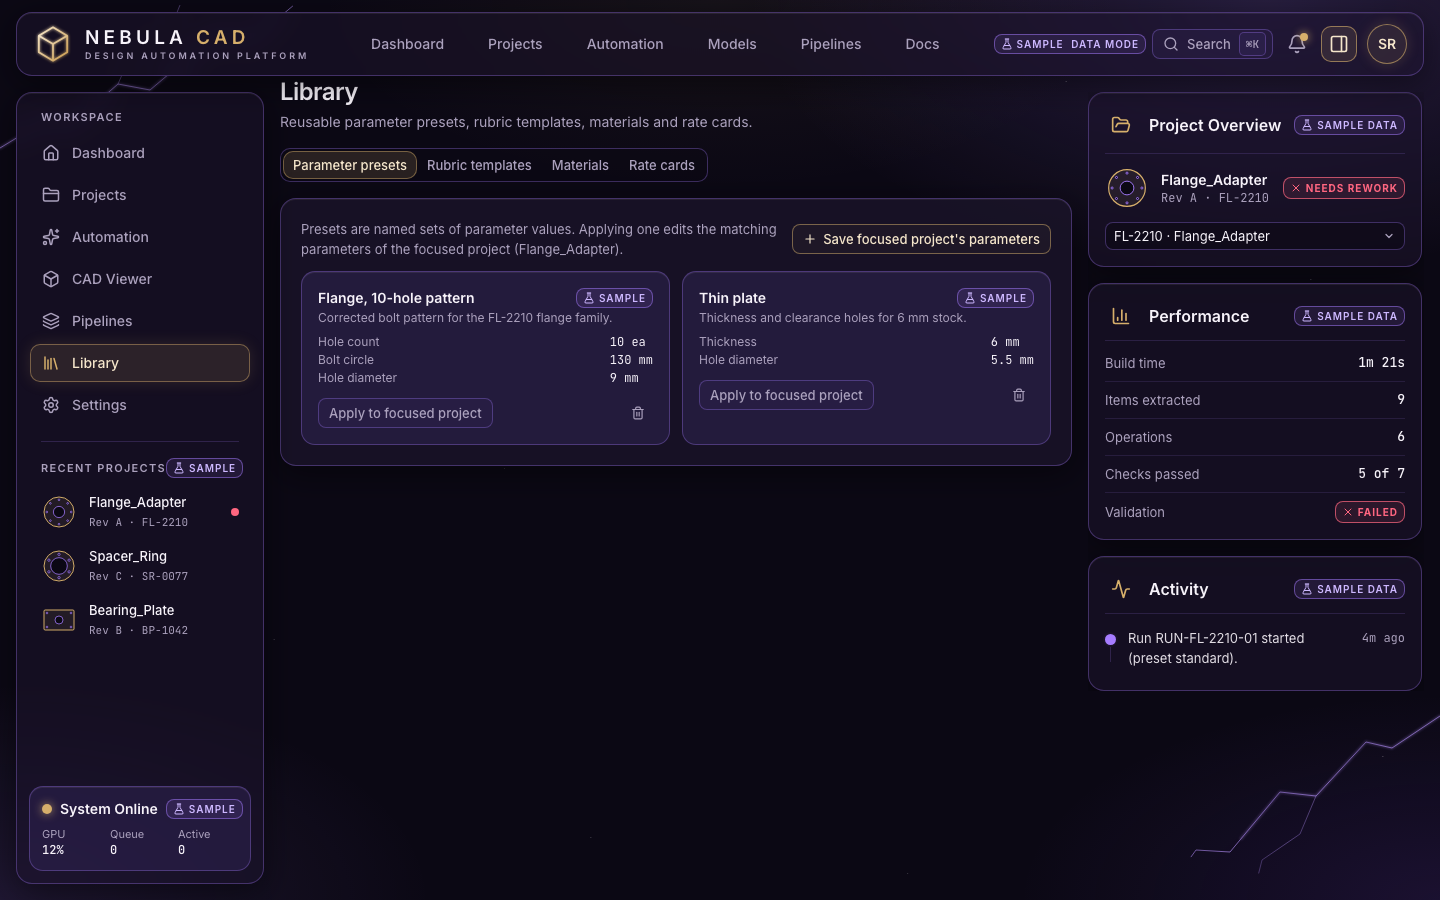 NEBULA CAD
DESIGN AUTOMATION PLATFORM
Dashboard
Projects
Automation
Models
Pipelines
Docs
SAMPLE DATA MODE
Search ⌘K
SR
WORKSPACE
Dashboard
Projects
Automation
CAD Viewer
Pipelines
Library
Settings
RECENT PROJECTS SAMPLE
Flange_Adapter
Rev A · FL-2210
Spacer_Ring
Rev C · SR-0077
Bearing_Plate
Rev B · BP-1042
System Online SAMPLE
GPU Queue Active
12% 0 0
Library
Reusable parameter presets, rubric templates, materials and rate cards.
Parameter presets Rubric templates Materials Rate cards
Presets are named sets of parameter values. Applying one edits the matching
parameters of the focused project (Flange_Adapter).
+ Save focused project's parameters
Flange, 10-hole pattern SAMPLE
Corrected bolt pattern for the FL-2210 flange family.
Hole count 10 ea
Bolt circle 130 mm
Hole diameter 9 mm
Apply to focused project
Thin plate SAMPLE
Thickness and clearance holes for 6 mm stock.
Thickness 6 mm
Hole diameter 5.5 mm
Apply to focused project
Project Overview SAMPLE DATA
Flange_Adapter
Rev A · FL-2210
NEEDS REWORK
FL-2210 · Flange_Adapter
Performance SAMPLE DATA
Build time 1m 21s
Items extracted 9
Operations 6
Checks passed 5 of 7
Validation FAILED
Activity SAMPLE DATA
Run RUN-FL-2210-01 started 4m ago
(preset standard).